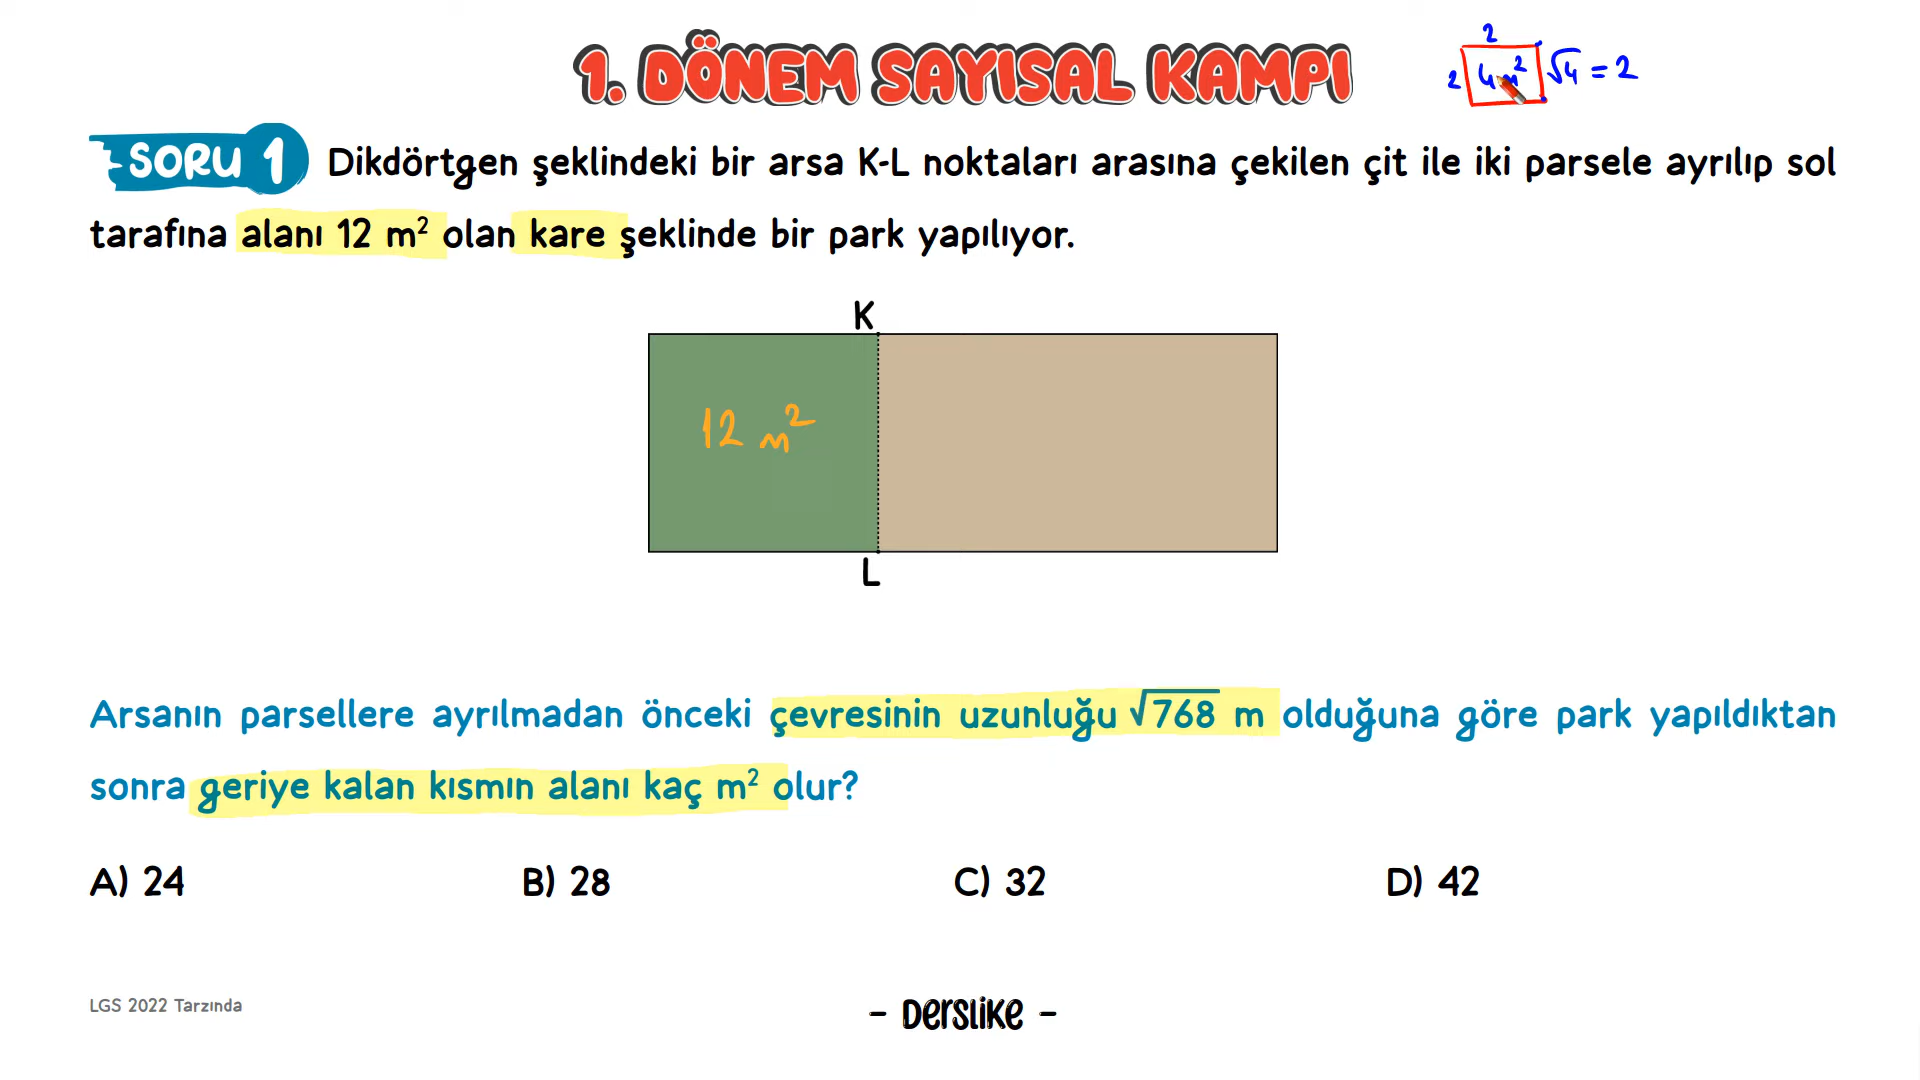 1. DÖNEM SAYISAL KAMPI
2
2 4m² √4 = 2
SORU 1 Dikdörtgen şeklindeki bir arsa K-L noktaları arasına çekilen çit ile iki parsele ayrılıp sol
tarafına alanı 12 m² olan kare şeklinde bir park yapılıyor.
K
12 m²
L
Arsanın parsellere ayrılmadan önceki çevresinin uzunluğu √768 m olduğuna göre park yapıldıktan
sonra geriye kalan kısmın alanı kaç m² olur?
A) 24 B) 28 C) 32 D) 42
LGS 2022 Tarzında
- Derslike -